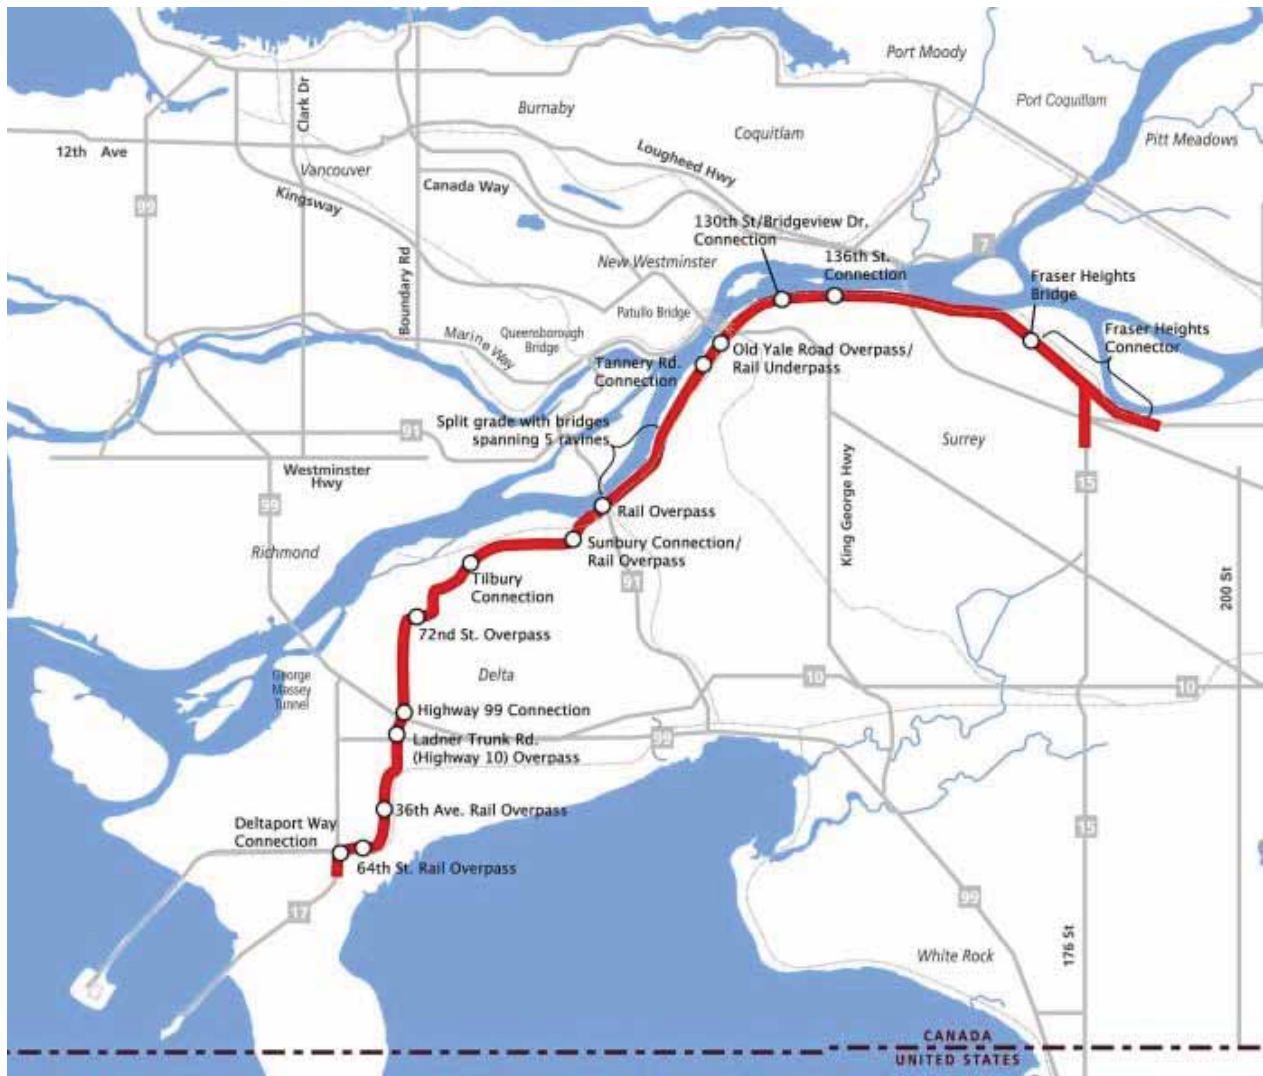 Port Moody
Port Coquitlam
Burnaby
Coquitlam
Pitt Meadows
Clark Dr
12th Ave
Lougheed Hwy
Vancouver
Canada Way
Kingsway
99
130th St/Bridgeview Dr.
Connection
7
136th St.
Connection
New Westminster
Boundary Rd
Fraser Heights
Bridge
Patullo Bridge
Marine Way
Queensborough
Bridge
Fraser Heights
Connector
Old Yale Road Overpass/
Rail Underpass
Tannery Rd.
Connection
Split grade with bridges
spanning 5 ravines
91
Surrey
Westminster
Hwy
15
99
King George Hwy
Rail Overpass
Richmond
Sunbury Connection/
Rail Overpass
Tilbury
Connection
91
200 St
72nd St. Overpass
George
Massey
Tunnel
Delta
10
10
Highway 99 Connection
Ladner Trunk Rd.
(Highway 10) Overpass
99
36th Ave. Rail Overpass
Deltaport Way
Connection
15
64th St. Rail Overpass
17
99
176 St
White Rock
CANADA
UNITED STATES